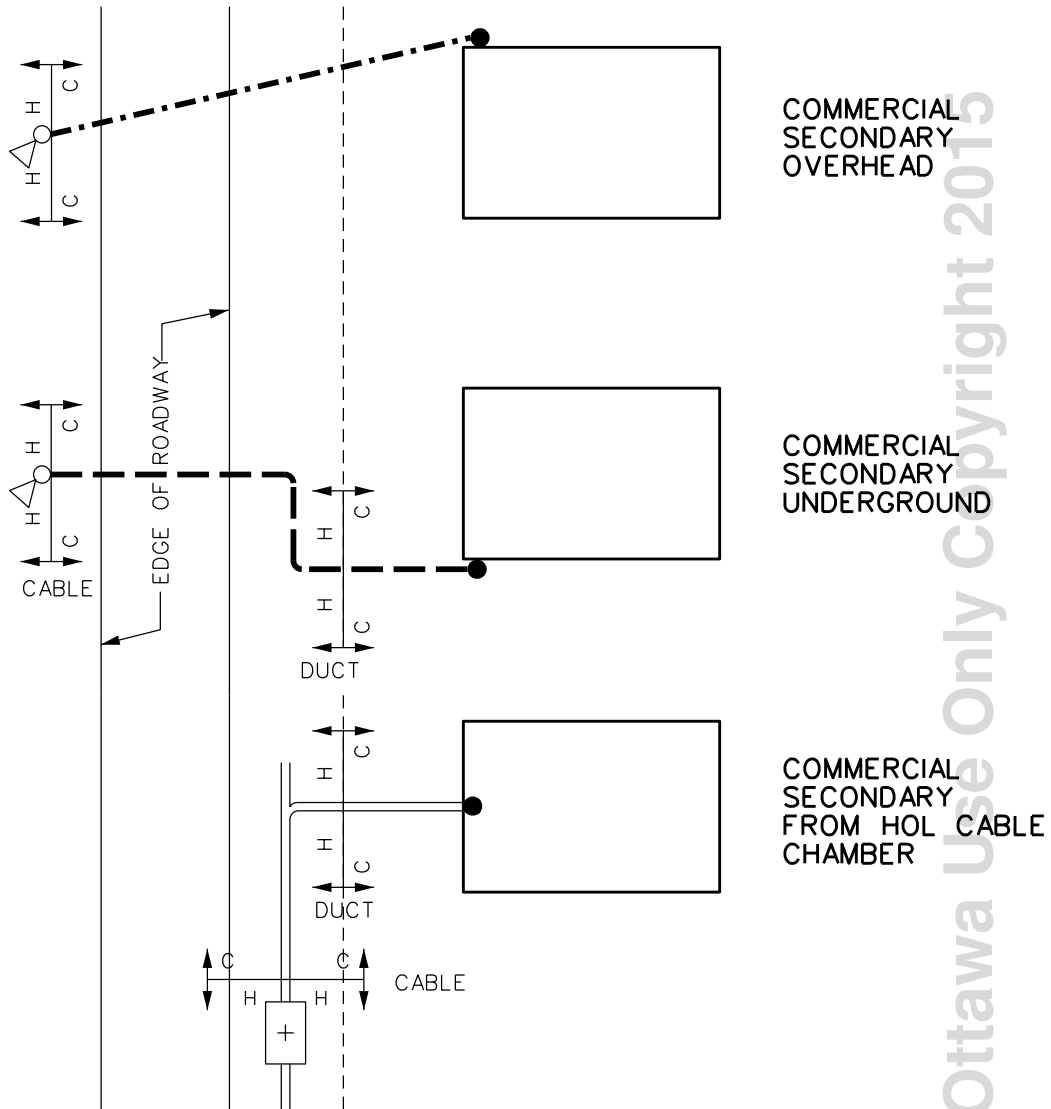 C
H
H
C
COMMERCIAL
SECONDARY
OVERHEAD
EDGE OF ROADWAY
C
H
H
C
CABLE
C
H
H
C
DUCT
COMMERCIAL
SECONDARY
UNDERGROUND
C
H
H
C
DUCT
COMMERCIAL
SECONDARY
FROM HOL CABLE
CHAMBER
C C
H H
CABLE
+
Ottawa Use Only Copyright 2015